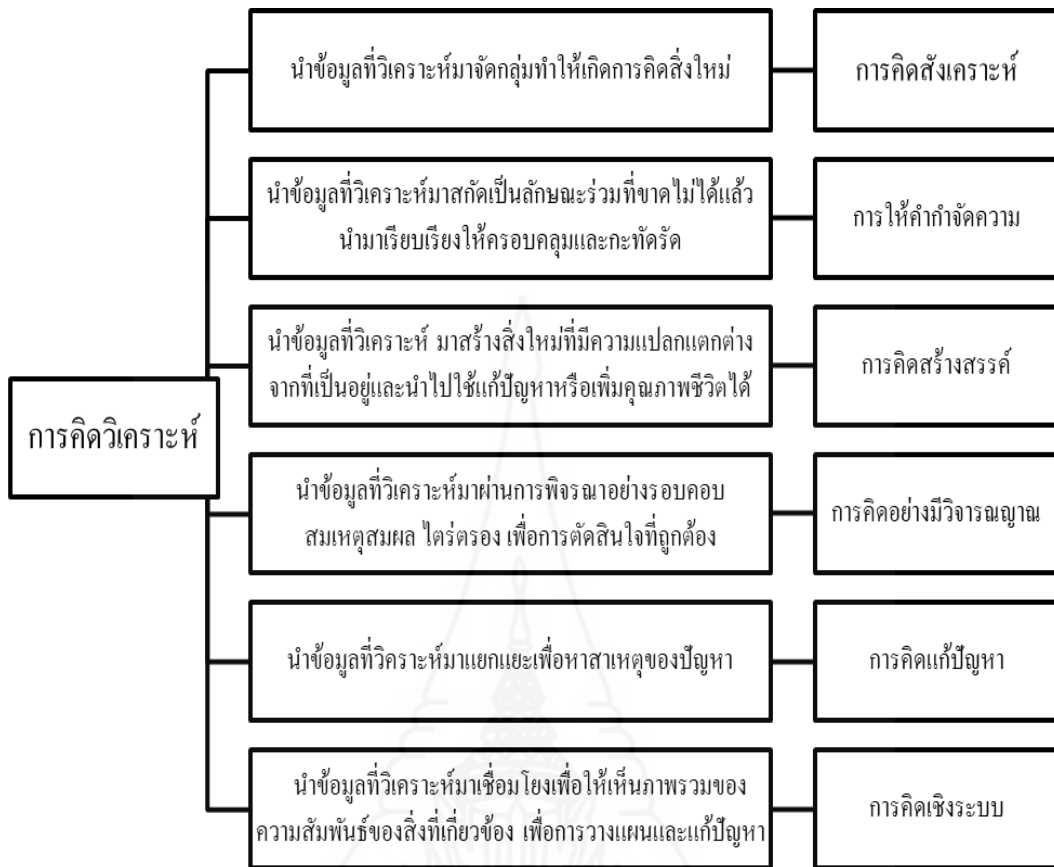 นำข้อมูลที่วิเคราะห์มาจัดกลุ่มทำให้เกิดการคิดสิ่งใหม่
การคิดสังเคราะห์
นำข้อมูลที่วิเคราะห์มาสกัดเป็นลักษณะร่วมที่ขาดไม่ได้แล้ว
นำมาเรียบเรียงให้ครอบคลุมและกะทัดรัด
การให้คำกำจัดความ
นำข้อมูลที่วิเคราะห์ มาสร้างสิ่งใหม่ที่มีความแปลกแตกต่าง
จากที่เป็นอยู่และนำไปใช้แก้ปัญหาหรือเพิ่มคุณภาพชีวิตได้
การคิดสร้างสรรค์
การคิดวิเคราะห์
นำข้อมูลที่วิเคราะห์มาผ่านการพิจรณาอย่างรอบคอบ
สมเหตุสมผล ไตร่ตรอง เพื่อการตัดสินใจที่ถูกต้อง
การคิดอย่างมีวิจารณญาณ
นำข้อมูลที่วิคราะห์มาแยกแยะเพื่อหาสาเหตุของปัญหา
การคิดแก้ปัญหา
นำข้อมูลที่วิเคราะห์มาเชื่อมโยงเพื่อให้เห็นภาพรวมของ
ความสัมพันธ์ของสิ่งที่เกี่ยวข้อง เพื่อการวางแผนและแก้ปัญหา
การคิดเชิงระบบ